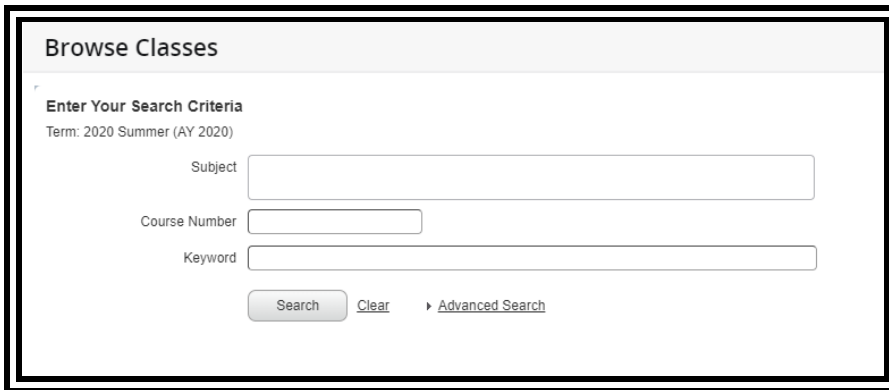 Browse Classes
Enter Your Search Criteria
Term: 2020 Summer (AY 2020)
Subject
Course Number
Keyword
Search Clear Advanced Search